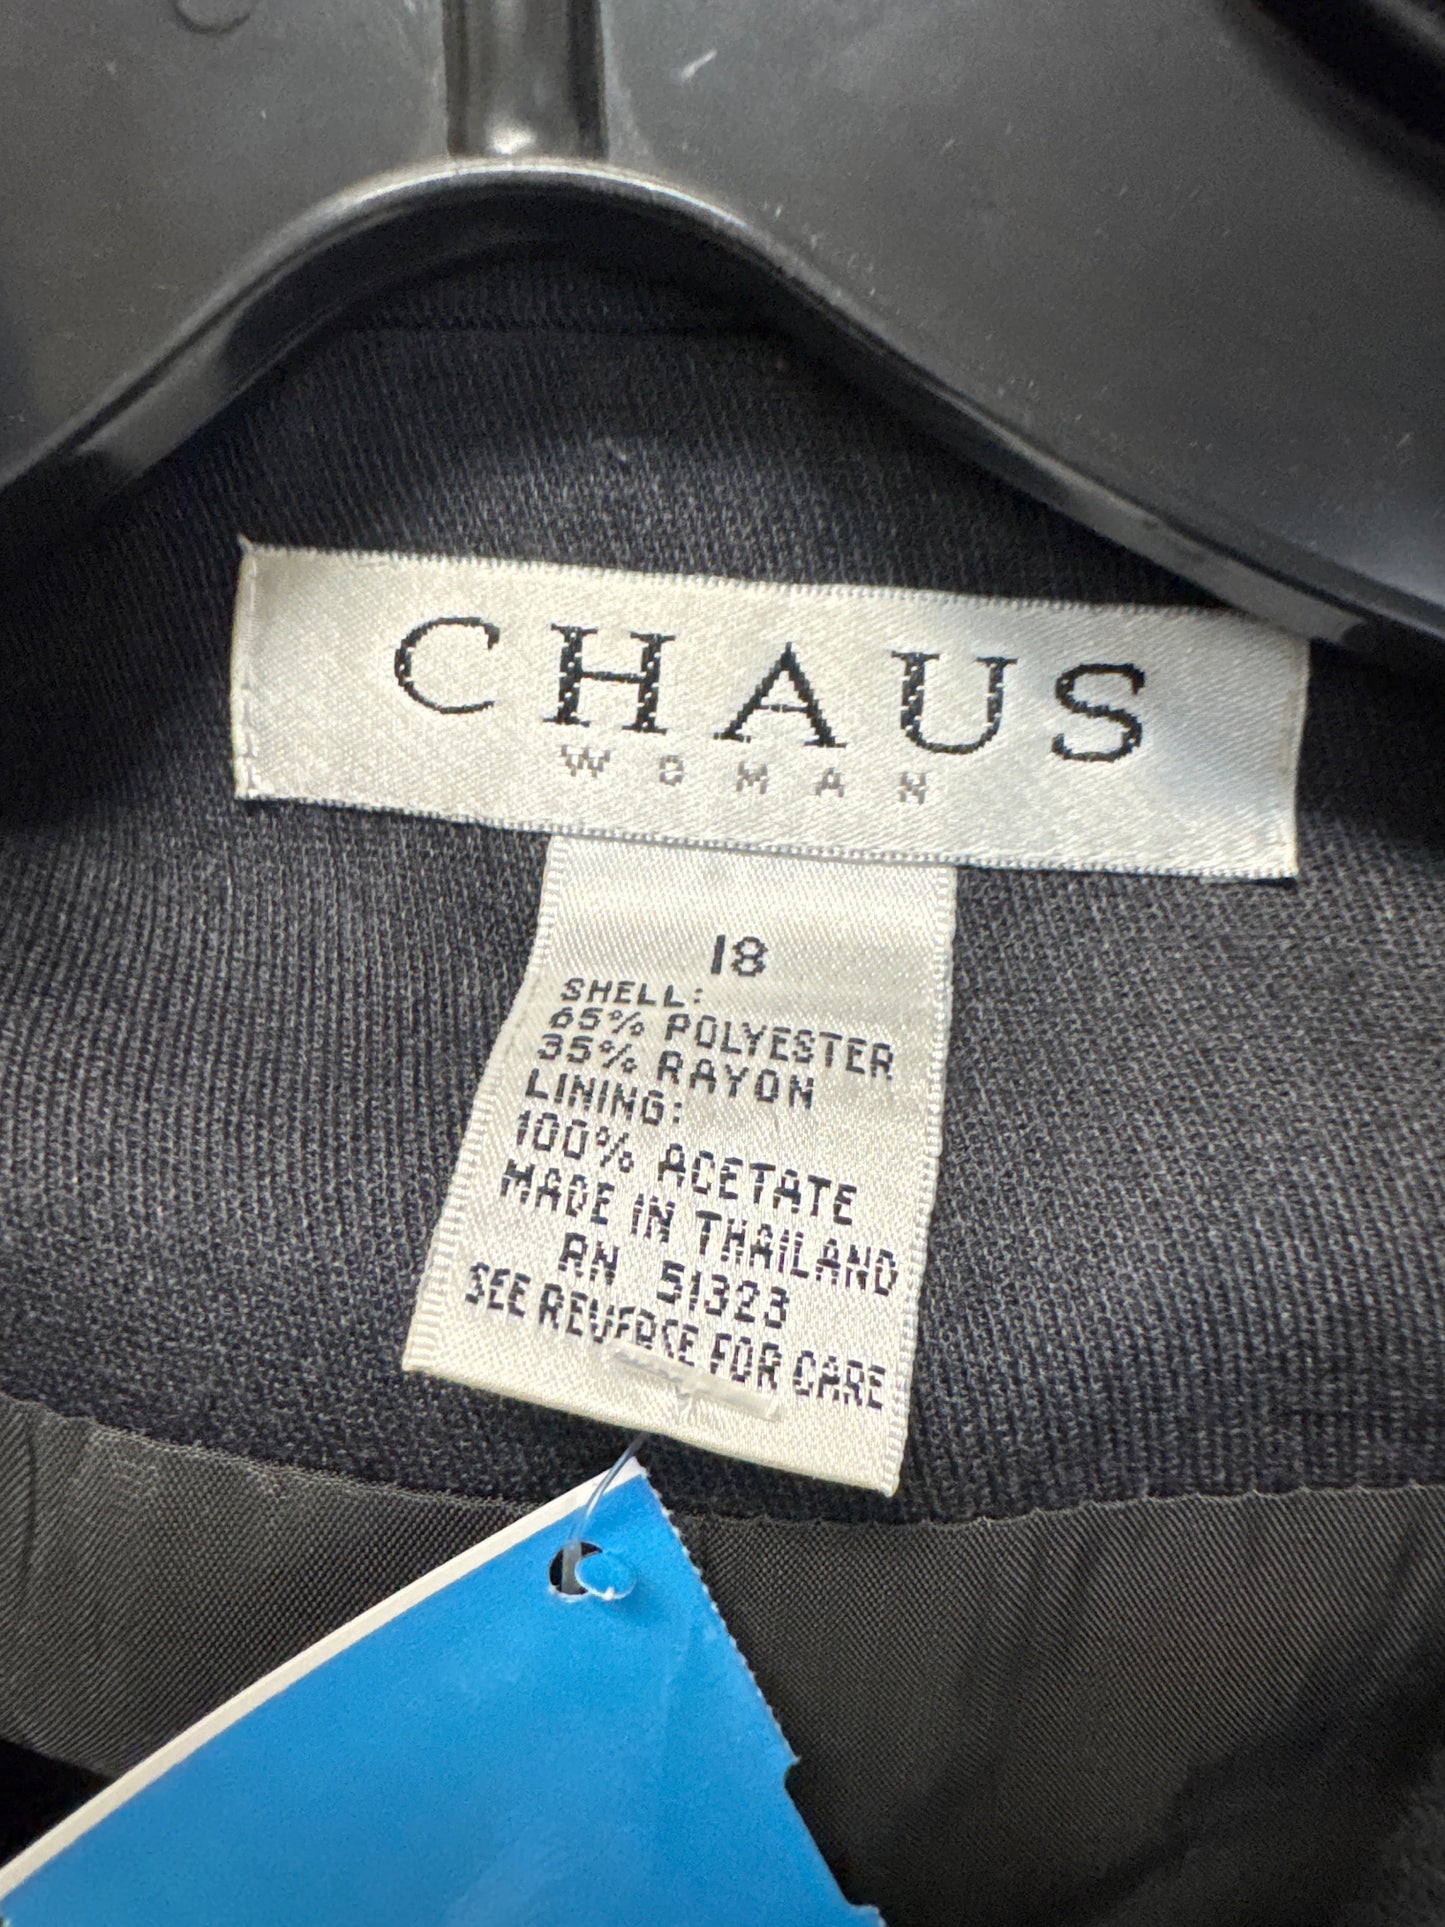 CHAUS
WOMAN
18
SHELL:
65% POLYESTER
35% RAYON
LINING:
100% ACETATE
MADE IN THAILAND
RN 51323
SEE REVERSE FOR CARE